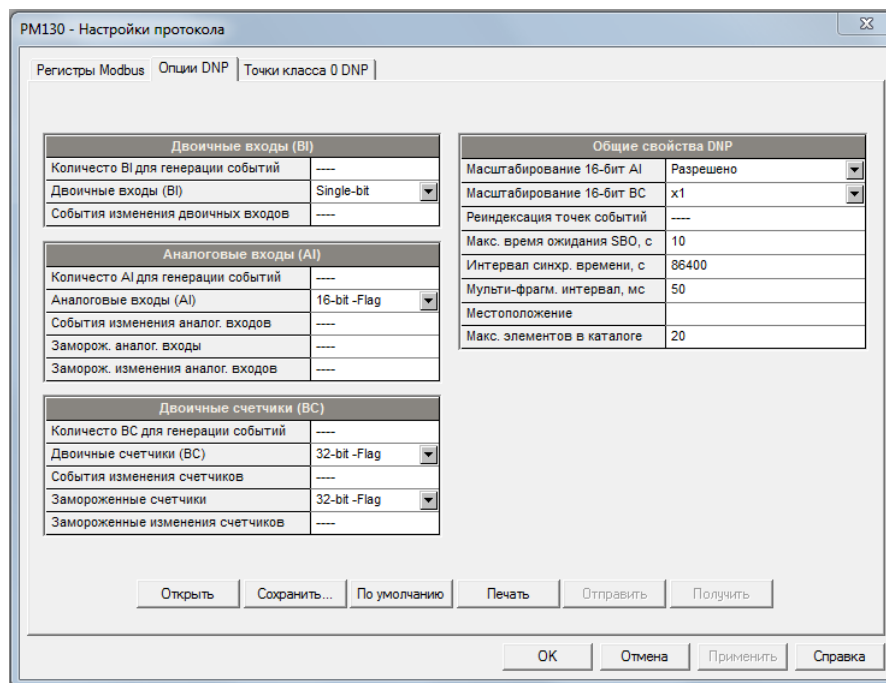 PM130 - Настройки протокола
Регистры Modbus Опции DNP Точки класса 0 DNP
Двоичные входы (BI)
Количесто BI для генерации событий ----
Двоичные входы (BI) Single-bit
События изменения двоичных входов ----
Аналоговые входы (AI)
Количесто AI для генерации событий ----
Аналоговые входы (AI) 16-bit -Flag
События изменения аналог. входов ----
Заморож. аналог. входы ----
Заморож. изменения аналог. входов ----
Двоичные счетчики (BC)
Количесто BC для генерации событий ----
Двоичные счетчики (BC) 32-bit -Flag
События изменения счетчиков ----
Замороженные счетчики 32-bit -Flag
Замороженные изменения счетчиков ----
Общие свойства DNP
Масштабирование 16-бит AI Разрешено
Масштабирование 16-бит BC x1
Реиндексация точек событий ----
Макс. время ожидания SBO, с 10
Интервал синхр. времени, с 86400
Мульти-фрагм. интервал, мс 50
Местоположение
Макс. элементов в каталоге 20
Открыть Сохранить... По умолчанию Печать Отправить Получить
OK Отмена Применить Справка